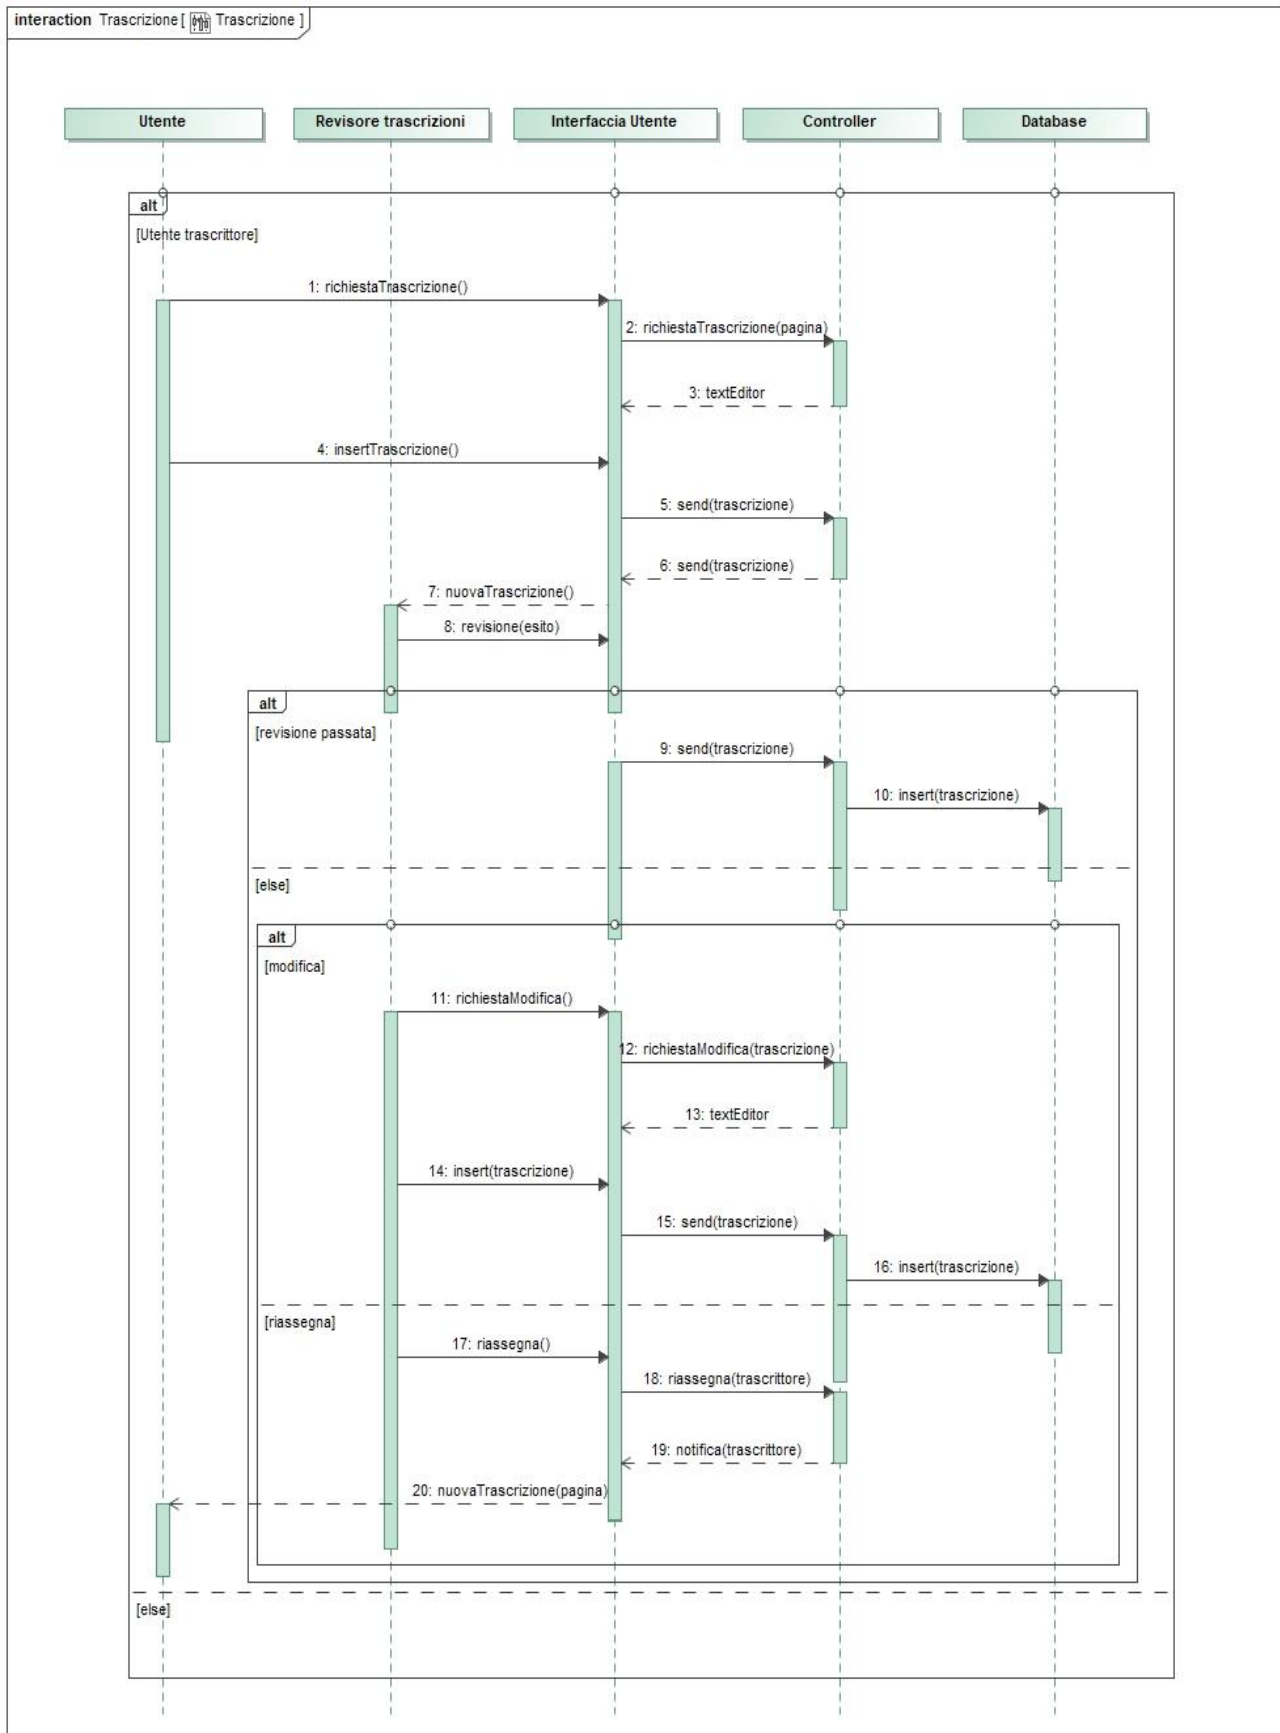 interaction Trascrizione [ Trascrizione ]
Utente
Revisore trascrizioni
Interfaccia Utente
Controller
Database
alt
[Utente trascrittore]
1: richiestaTrascrizione()
2: richiestaTrascrizione(pagina)
3: textEditor
4: insertTrascrizione()
5: send(trascrizione)
6: send(trascrizione)
7: nuovaTrascrizione()
8: revisione(esito)
alt
[revisione passata]
9: send(trascrizione)
10: insert(trascrizione)
[else]
alt
[modifica]
11: richiestaModifica()
12: richiestaModifica(trascrizione)
13: textEditor
14: insert(trascrizione)
15: send(trascrizione)
16: insert(trascrizione)
[riassegna]
17: riassegna()
18: riassegna(trascrittore)
19: notifica(trascrittore)
20: nuovaTrascrizione(pagina)
[else]